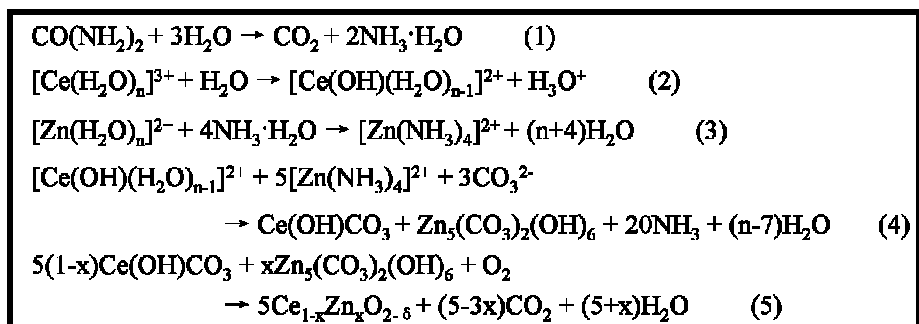 CO(NH₂)₂ + 3H₂O → CO₂ + 2NH₃·H₂O (1)
[Ce(H₂O)ₙ]³⁺ + H₂O → [Ce(OH)(H₂O)ₙ₋₁]²⁺ + H₃O⁺ (2)
[Zn(H₂O)ₙ]²⁻ + 4NH₃·H₂O → [Zn(NH₃)₄]²⁺ + (n+4)H₂O (3)
[Ce(OH)(H₂O)ₙ₋₁]²⁺ + 5[Zn(NH₃)₄]²⁺ + 3CO₃²⁻
→ Ce(OH)CO₃ + Zn₅(CO₃)₂(OH)₆ + 20NH₃ + (n-7)H₂O (4)
5(1-x)Ce(OH)CO₃ + xZn₅(CO₃)₂(OH)₆ + O₂
→ 5Ce₁₋ₓZnₓO₂₋δ + (5-3x)CO₂ + (5+x)H₂O (5)